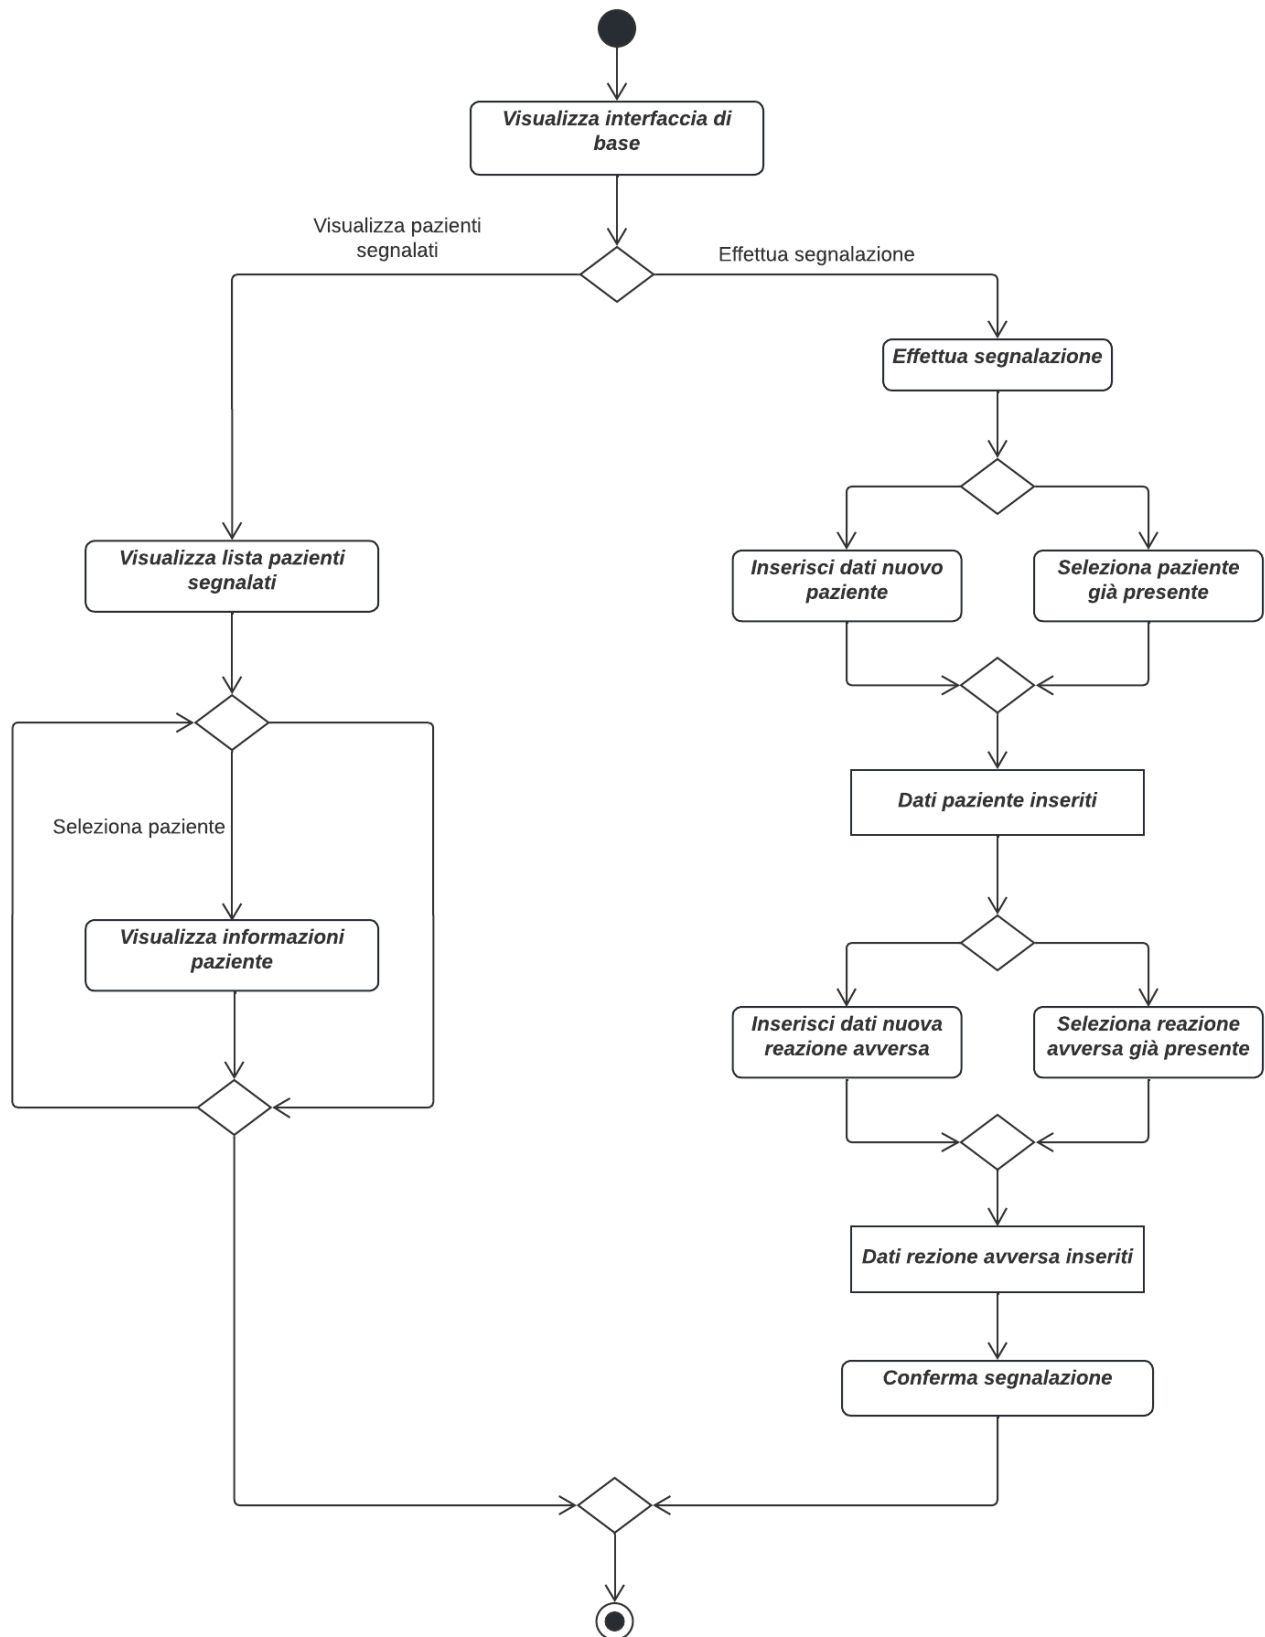 Visualizza interfaccia di
base
Visualizza pazienti
segnalati
Effettua segnalazione
Effettua segnalazione
Visualizza lista pazienti
segnalati
Inserisci dati nuovo
paziente
Seleziona paziente
già presente
Dati paziente inseriti
Seleziona paziente
Visualizza informazioni
paziente
Inserisci dati nuova
reazione avversa
Seleziona reazione
avversa già presente
Dati rezione avversa inseriti
Conferma segnalazione